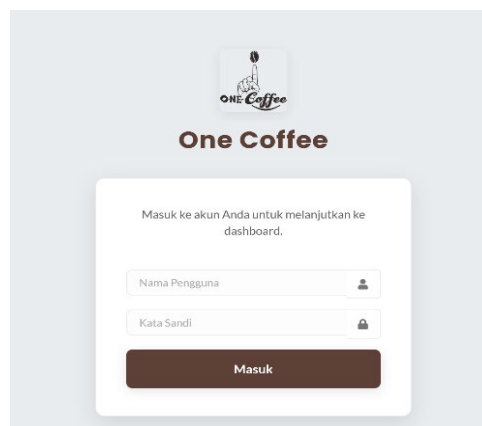 ONE Coffee
One Coffee
Masuk ke akun Anda untuk melanjutkan ke
dashboard.
Nama Pengguna
Kata Sandi
Masuk